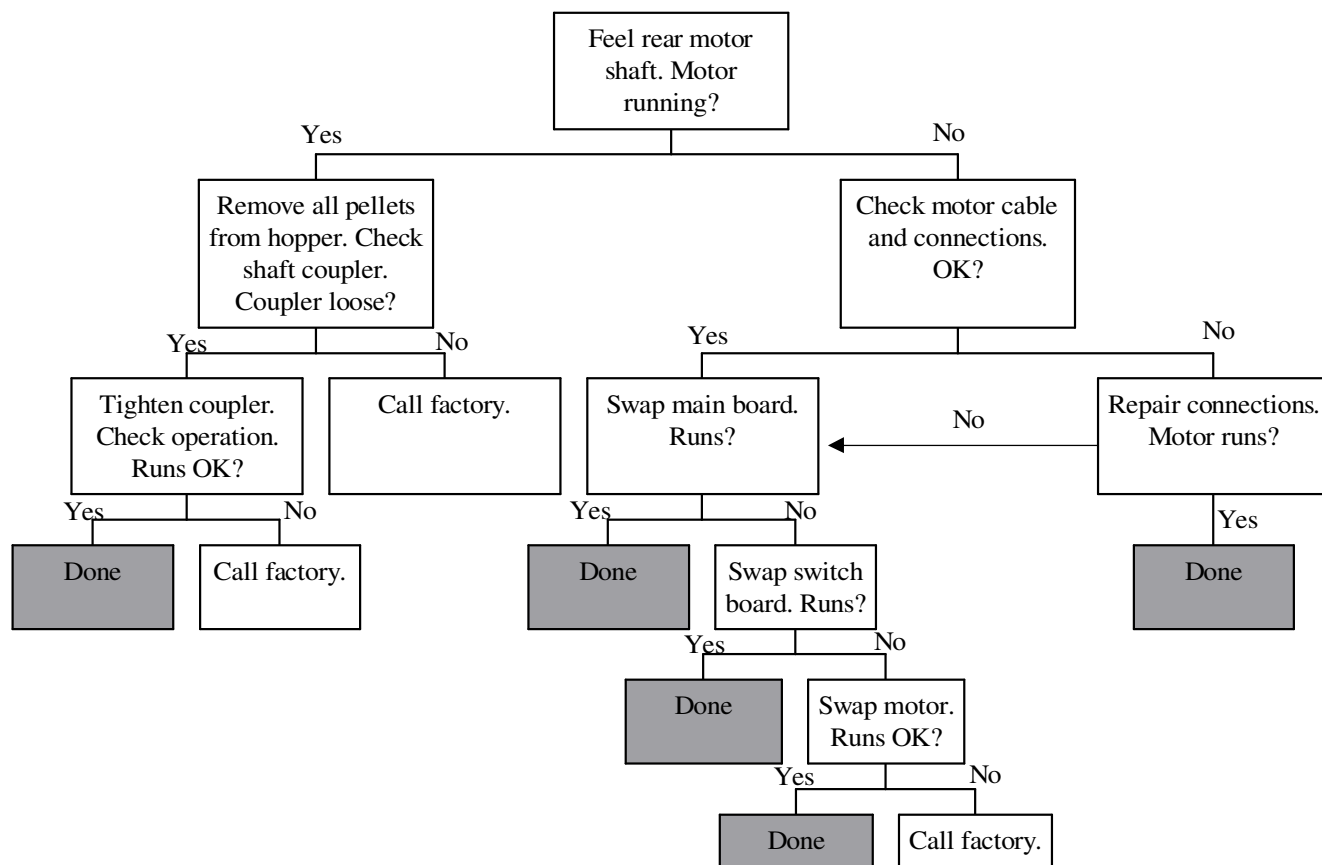 Feel rear motor
shaft. Motor
running?
Yes
No
Remove all pellets
from hopper. Check
shaft coupler.
Coupler loose?
Check motor cable
and connections.
OK?
Yes
No
Yes
No
Tighten coupler.
Check operation.
Runs OK?
Call factory.
Swap main board.
Runs?
No
Repair connections.
Motor runs?
Yes
No
Yes
No
Yes
Done
Call factory.
Done
Swap switch
board. Runs?
Done
Yes
No
Done
Swap motor.
Runs OK?
Yes
No
Done
Call factory.